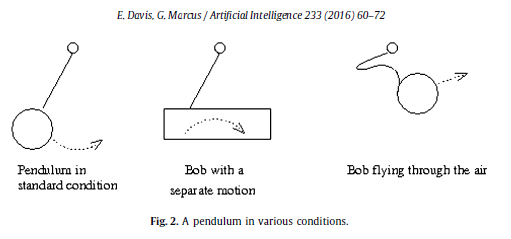 E. Davis, G. Marcus / Artificial Intelligence 233 (2016) 60–72
Pendulum in
standard condition
Bob with a
separate motion
Bob flying through the air
Fig. 2. A pendulum in various conditions.